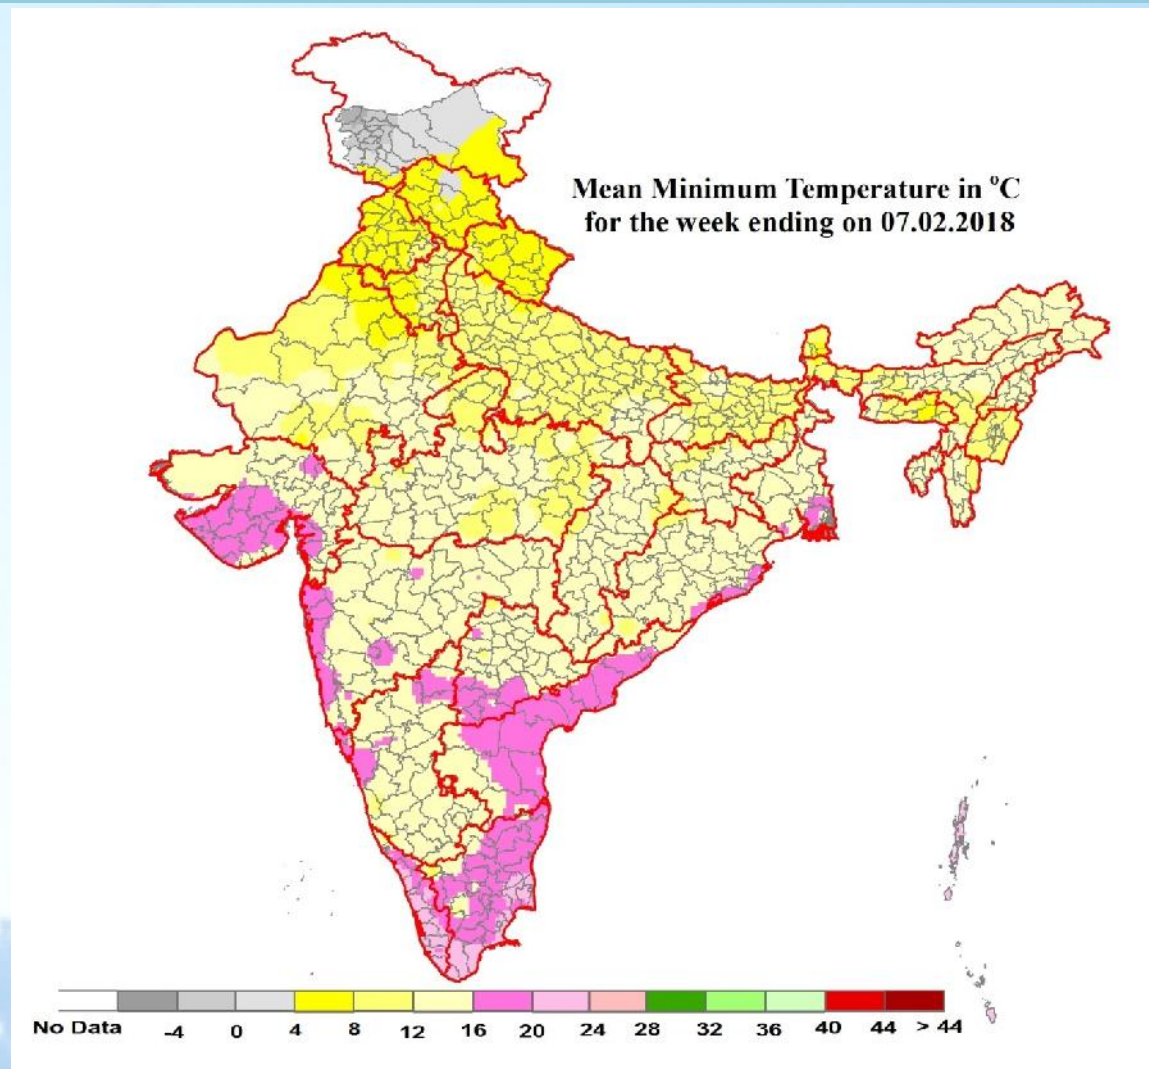 Mean Minimum Temperature in °C
for the week ending on 07.02.2018
No Data -4 0 4 8 12 16 20 24 28 32 36 40 44 > 44